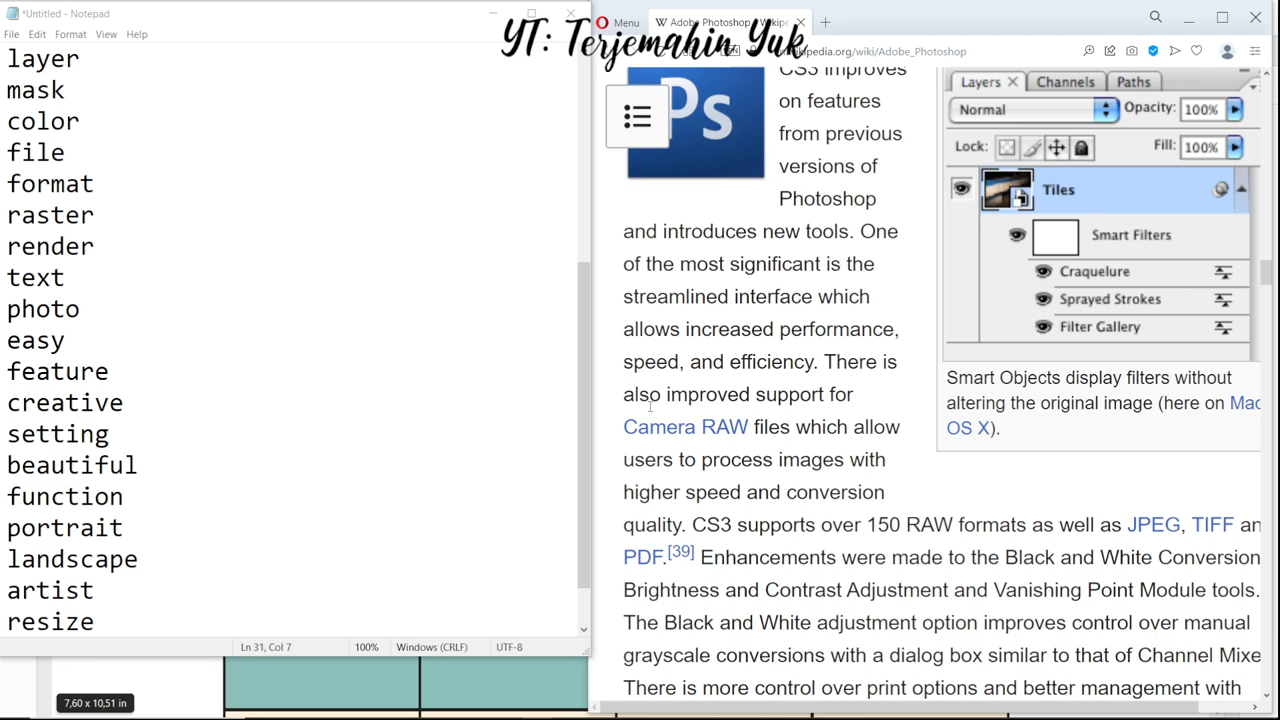 *Untitled - Notepad
File Edit Format View Help
layer
mask
color
file
format
raster
render
text
photo
easy
feature
creative
setting
beautiful
function
portrait
landscape
artist
resize
Ln 31, Col 7 100% Windows (CRLF) UTF-8
7,60 x 10,51 in
YT: Terjemahin Yuk
Menu
Adobe Photoshop - Wikipe
wikipedia.org/wiki/Adobe_Photoshop
Ps
CS3 improves
on features
from previous
versions of
Photoshop
and introduces new tools. One
of the most significant is the
streamlined interface which
allows increased performance,
speed, and efficiency. There is
also improved support for
Camera RAW files which allow
users to process images with
higher speed and conversion
quality. CS3 supports over 150 RAW formats as well as JPEG, TIFF an
PDF.[39] Enhancements were made to the Black and White Conversion
Brightness and Contrast Adjustment and Vanishing Point Module tools.
The Black and White adjustment option improves control over manual
grayscale conversions with a dialog box similar to that of Channel Mixe
There is more control over print options and better management with
Layers Channels Paths
Normal Opacity: 100%
Lock: Fill: 100%
Tiles
Smart Filters
Craquelure
Sprayed Strokes
Filter Gallery
Smart Objects display filters without
altering the original image (here on Mac
OS X).